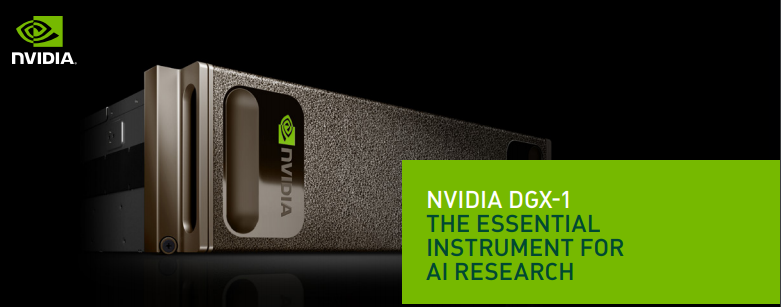 NVIDIA.
NVIDIA
NVIDIA DGX-1
THE ESSENTIAL
INSTRUMENT FOR
AI RESEARCH